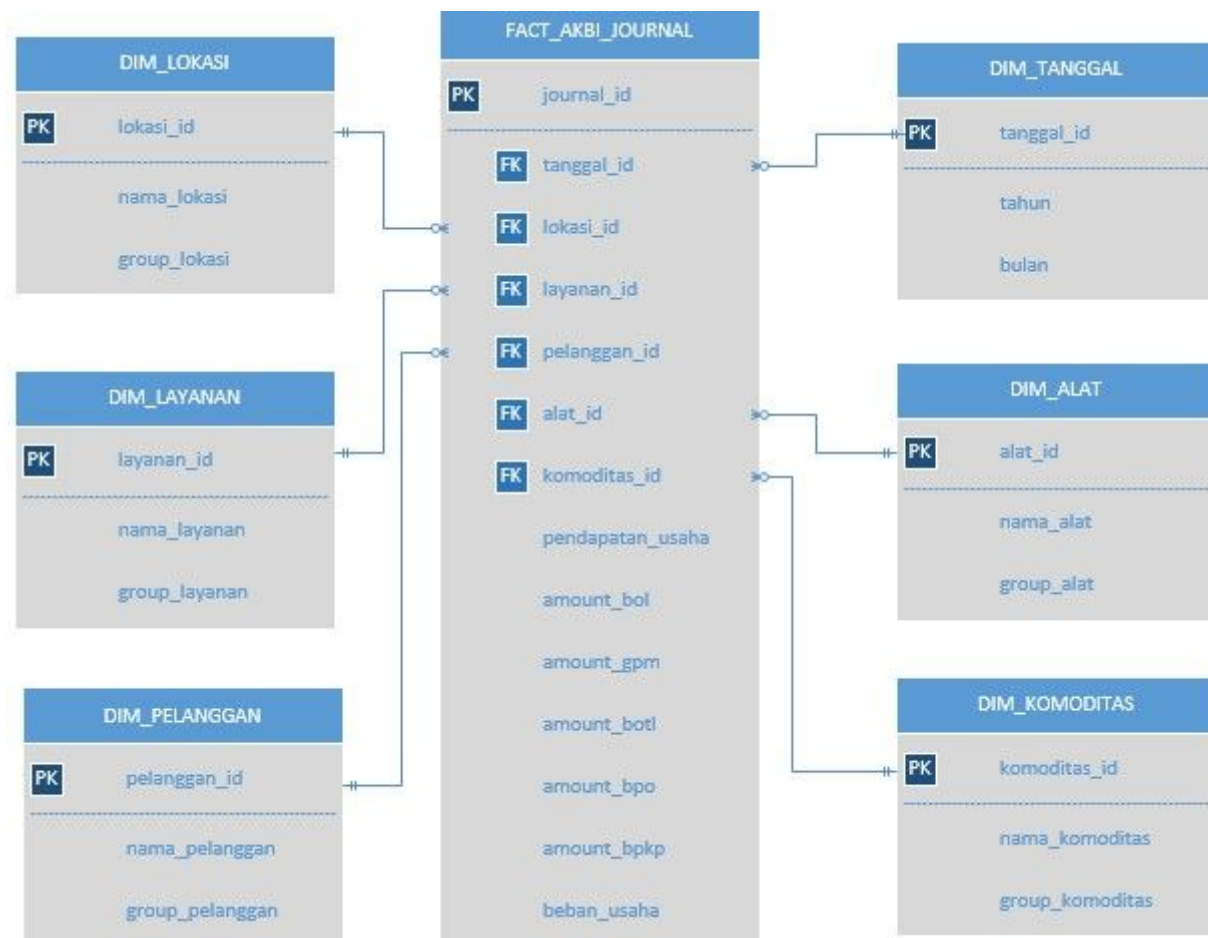 DIM_LOKASI
PK lokasi_id
nama_lokasi
group_lokasi
DIM_LAYANAN
PK layanan_id
nama_layanan
group_layanan
DIM_PELANGGAN
PK pelanggan_id
nama_pelanggan
group_pelanggan
FACT_AKBI_JOURNAL
PK journal_id
FK tanggal_id
FK lokasi_id
FK layanan_id
FK pelanggan_id
FK alat_id
FK komoditas_id
pendapatan_usaha
amount_bol
amount_gpm
amount_botl
amount_bpo
amount_bpkp
beban_usaha
DIM_TANGGAL
PK tanggal_id
tahun
bulan
DIM_ALAT
PK alat_id
nama_alat
group_alat
DIM_KOMODITAS
PK komoditas_id
nama_komoditas
group_komoditas